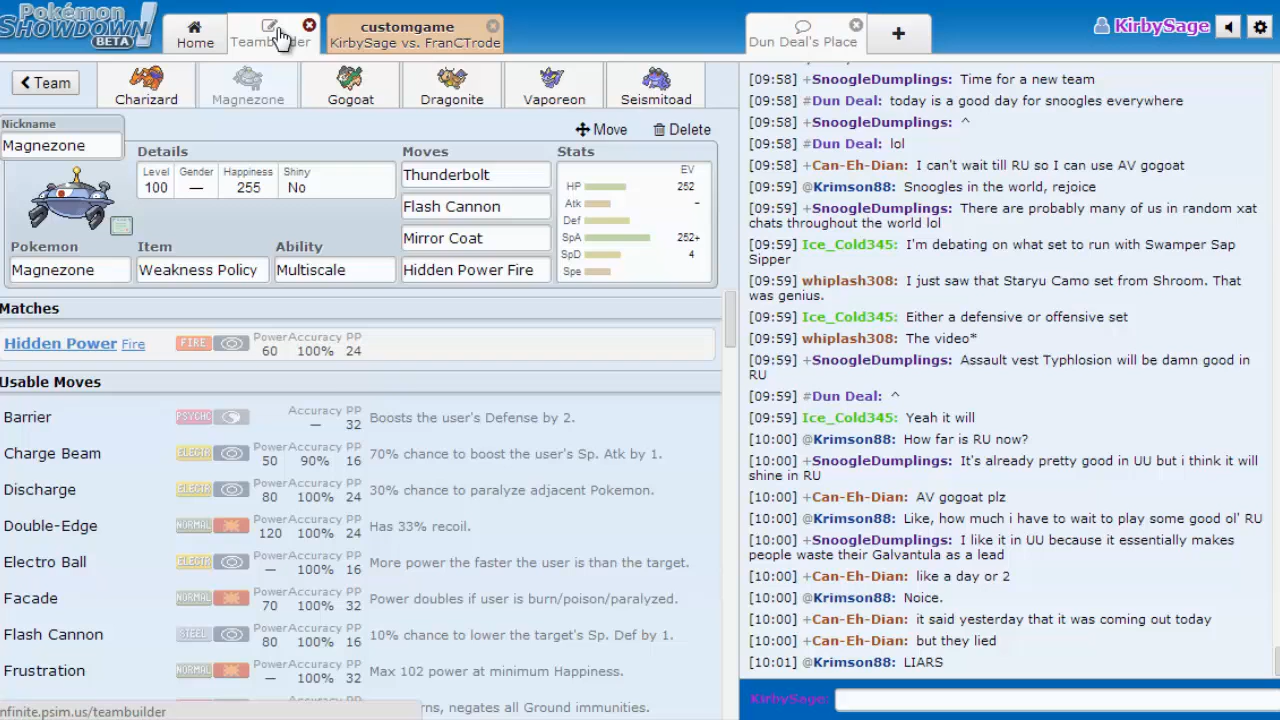 Pokémon
SHOWDOWN!
BETA
Home
Teambuilder
customgame
KirbySage vs. FranCTrode
Dun Deal's Place
+
KirbySage
Team
Charizard
Magnezone
Gogoat
Dragonite
Vaporeon
Seismitoad
Nickname
Magnezone
Move
Delete
Details
Level
100
Gender
—
Happiness
255
Shiny
No
Pokemon
Magnezone
Item
Weakness Policy
Ability
Multiscale
Moves
Thunderbolt
Flash Cannon
Mirror Coat
Hidden Power Fire
Stats
EV
HP 252
Atk -
Def
SpA 252+
SpD 4
Spe
Matches
Hidden Power Fire FIRE Power 60 Accuracy 100% PP 24
Usable Moves
Barrier PSYCHC Accuracy — PP 32 Boosts the user's Defense by 2.
Charge Beam ELECTR Power 50 Accuracy 90% PP 16 70% chance to boost the user's Sp. Atk by 1.
Discharge ELECTR Power 80 Accuracy 100% PP 24 30% chance to paralyze adjacent Pokemon.
Double-Edge NORMAL Power 120 Accuracy 100% PP 24 Has 33% recoil.
Electro Ball ELECTR Power — Accuracy 100% PP 16 More power the faster the user is than the target.
Facade NORMAL Power 70 Accuracy 100% PP 32 Power doubles if user is burn/poison/paralyzed.
Flash Cannon STEEL Power 80 Accuracy 100% PP 16 10% chance to lower the target's Sp. Def by 1.
Frustration NORMAL Power — Accuracy 100% PP 32 Max 102 power at minimum Happiness.
negates all Ground immunities.
nfinite.psim.us/teambuilder
[09:58] +SnoogleDumplings: Time for a new team
[09:58] #Dun Deal: today is a good day for snoogles everywhere
[09:58] +SnoogleDumplings: ^
[09:58] #Dun Deal: lol
[09:58] +Can-Eh-Dian: I can't wait till RU so I can use AV gogoat
[09:59] @Krimson88: Snoogles in the world, rejoice
[09:59] +SnoogleDumplings: There are probably many of us in random xat
chats throughout the world lol
[09:59] Ice_Cold345: I'm debating on what set to run with Swamper Sap
Sipper
[09:59] whiplash308: I just saw that Staryu Camo set from Shroom. That
was genius.
[09:59] Ice_Cold345: Either a defensive or offensive set
[09:59] whiplash308: The video*
[09:59] +SnoogleDumplings: Assault vest Typhlosion will be damn good in
RU
[09:59] #Dun Deal: ^
[09:59] Ice_Cold345: Yeah it will
[10:00] @Krimson88: How far is RU now?
[10:00] +SnoogleDumplings: It's already pretty good in UU but i think it will
shine in RU
[10:00] +Can-Eh-Dian: AV gogoat plz
[10:00] @Krimson88: Like, how much i have to wait to play some good ol' RU
[10:00] +SnoogleDumplings: I like it in UU because it essentially makes
people waste their Galvantula as a lead
[10:00] +Can-Eh-Dian: like a day or 2
[10:00] @Krimson88: Noice.
[10:00] +Can-Eh-Dian: it said yesterday that it was coming out today
[10:00] +Can-Eh-Dian: but they lied
[10:01] @Krimson88: LIARS
KirbySage: